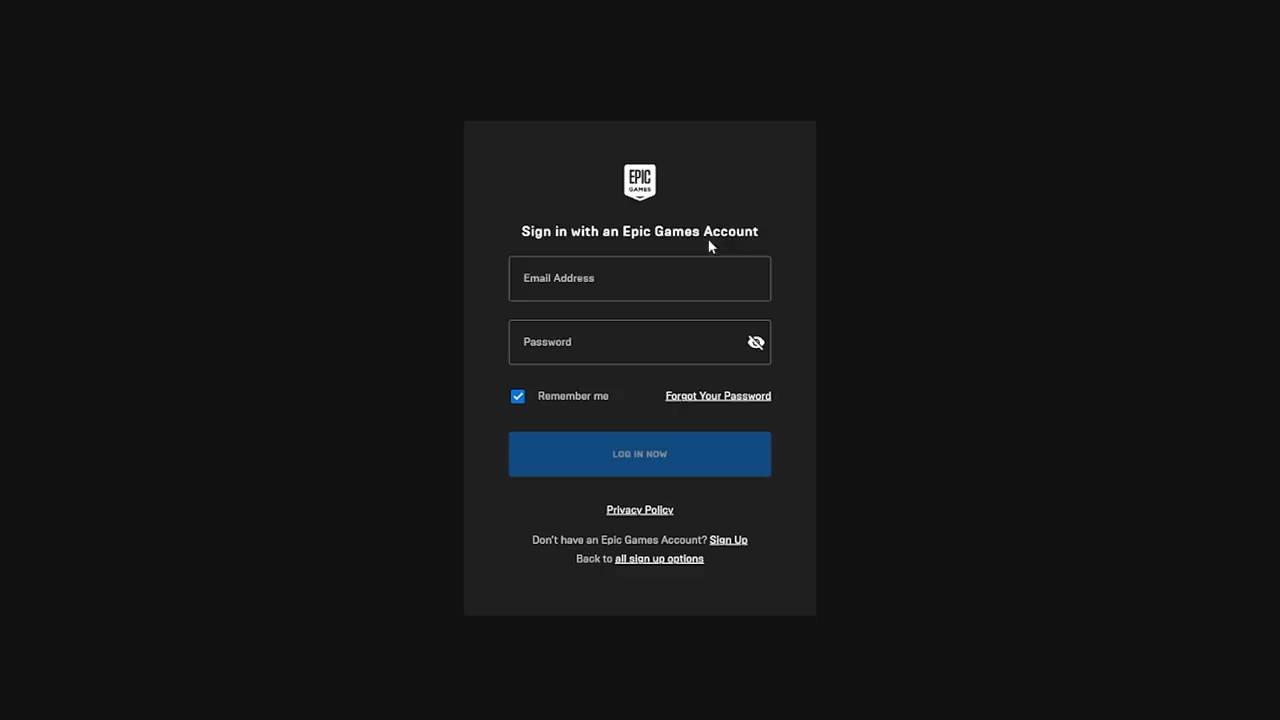 EPIC
GAMES
Sign in with an Epic Games Account
Email Address
Password
Remember me Forgot Your Password
LOG IN NOW
Privacy Policy
Don't have an Epic Games Account? Sign Up
Back to all sign up options